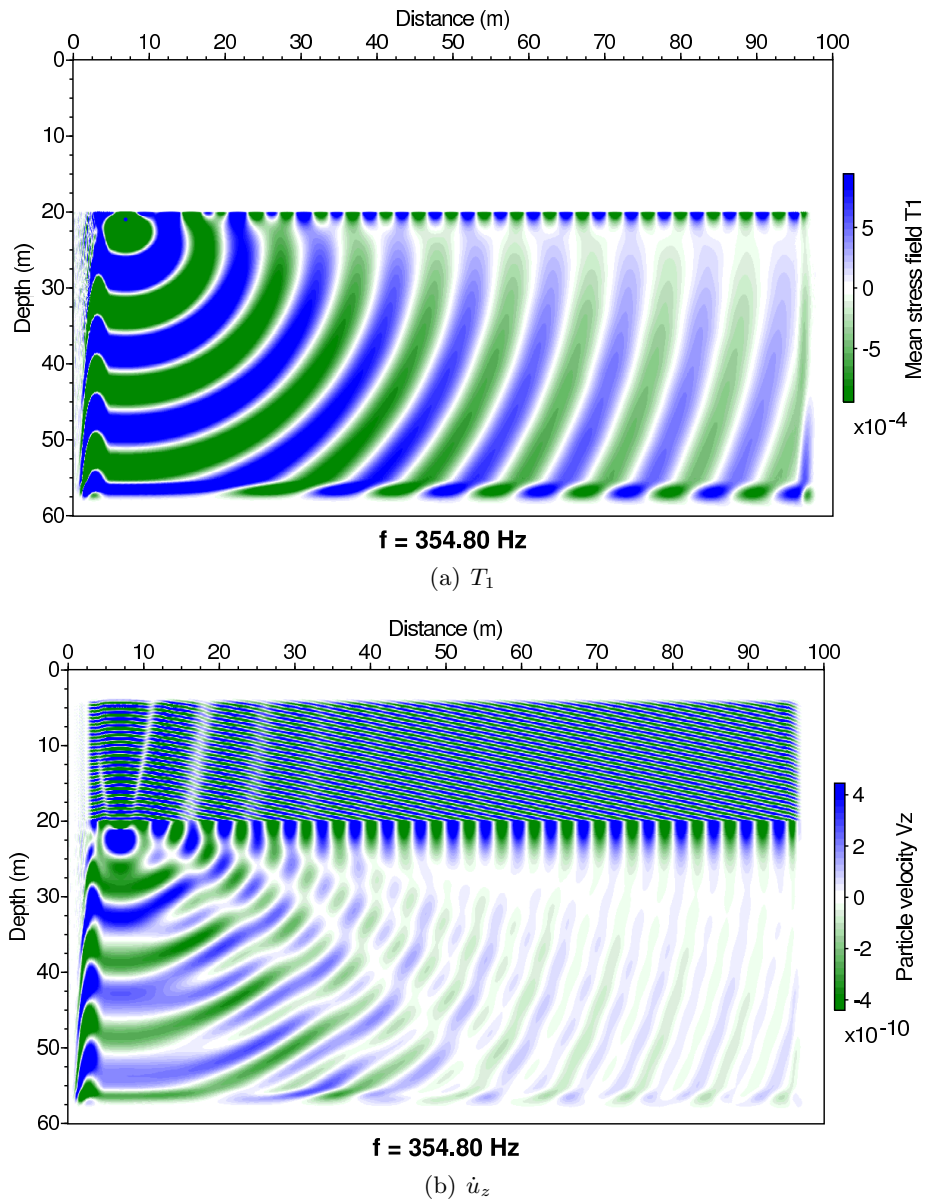 Distance (m)
0 10 20 30 40 50 60 70 80 90 100
0
10
20
30
40
50
60
Depth (m)
5
0
-5
x10-4
Mean stress field T1
f = 354.80 Hz
(a) T1
Distance (m)
0 10 20 30 40 50 60 70 80 90 100
0
10
20
30
40
50
60
Depth (m)
4
2
0
-2
-4
x10-10
Particle velocity Vz
f = 354.80 Hz
(b) u̇z